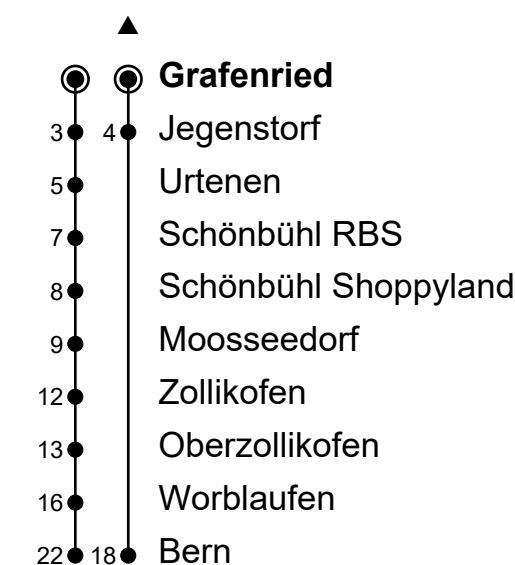 Grafenried
3 4 Jegenstorf
5 Urtenen
7 Schönbühl RBS
8 Schönbühl Shoppyland
9 Moosseedorf
12 Zollikofen
13 Oberzollikofen
16 Worblaufen
22 18 Bern